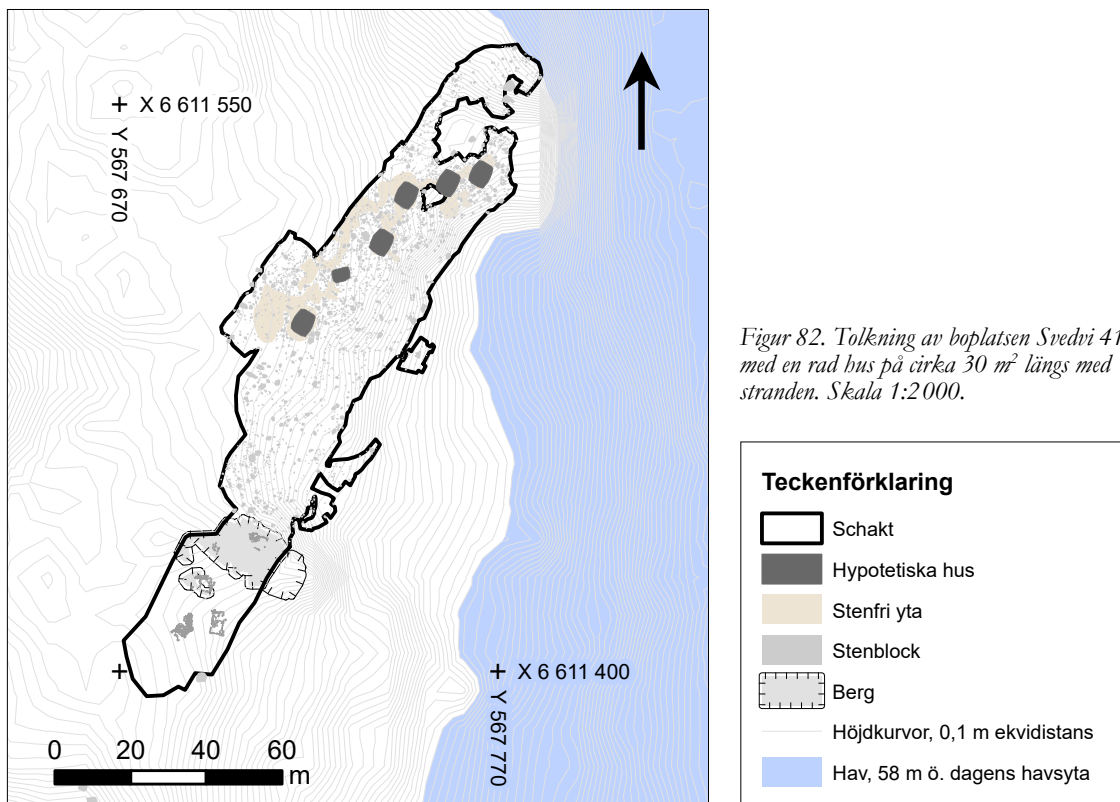 X 6 611 550
Y 567 670
X 6 611 400
Y 567 770
0 20 40 60
m
Figur 82. Tolkning av boplatsen Svedvi 41
med en rad hus på cirka 30 m² längs med
stranden. Skala 1:2 000.
Teckenförklaring
Schakt
Hypotetiska hus
Stenfri yta
Stenblock
Berg
Höjdkurvor, 0,1 m ekvidistans
Hav, 58 m ö. dagens havsyta